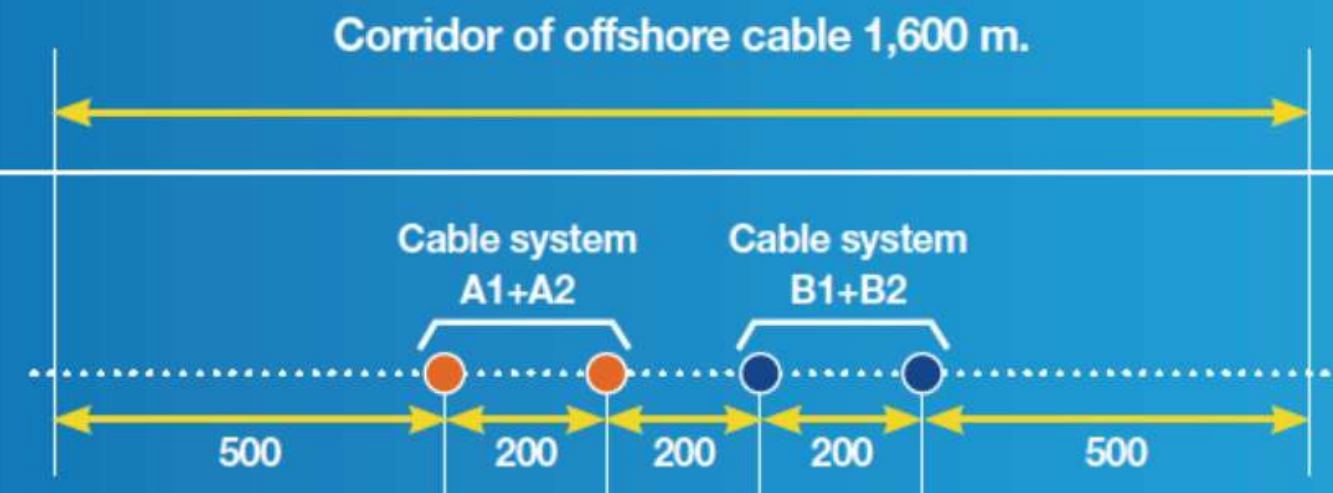 Corridor of offshore cable 1,600 m.
Cable system
A1+A2
Cable system
B1+B2
500
200
200
200
500